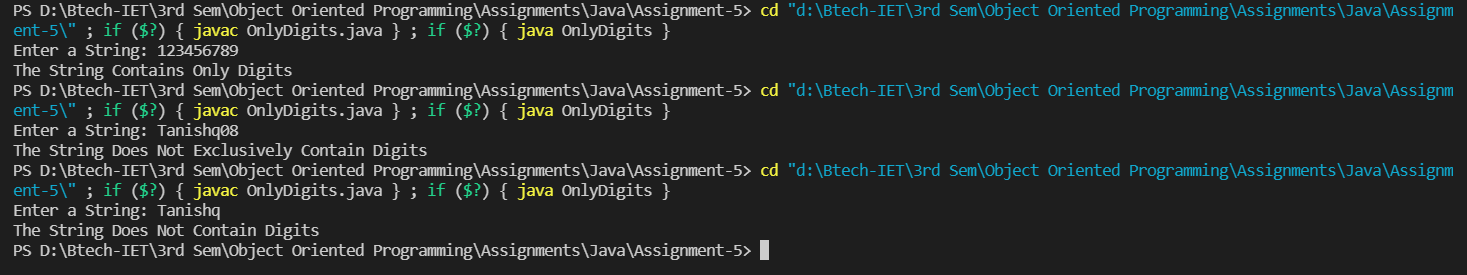 PS D:\Btech-IET\3rd Sem\Object Oriented Programming\Assignments\Java\Assignment-5> cd "d:\Btech-IET\3rd Sem\Object Oriented Programming\Assignments\Java\Assignm
ent-5\" ; if ($?) { javac OnlyDigits.java } ; if ($?) { java OnlyDigits }
Enter a String: 123456789
The String Contains Only Digits
PS D:\Btech-IET\3rd Sem\Object Oriented Programming\Assignments\Java\Assignment-5> cd "d:\Btech-IET\3rd Sem\Object Oriented Programming\Assignments\Java\Assignm
ent-5\" ; if ($?) { javac OnlyDigits.java } ; if ($?) { java OnlyDigits }
Enter a String: Tanishq08
The String Does Not Exclusively Contain Digits
PS D:\Btech-IET\3rd Sem\Object Oriented Programming\Assignments\Java\Assignment-5> cd "d:\Btech-IET\3rd Sem\Object Oriented Programming\Assignments\Java\Assignm
ent-5\" ; if ($?) { javac OnlyDigits.java } ; if ($?) { java OnlyDigits }
Enter a String: Tanishq
The String Does Not Contain Digits
PS D:\Btech-IET\3rd Sem\Object Oriented Programming\Assignments\Java\Assignment-5>